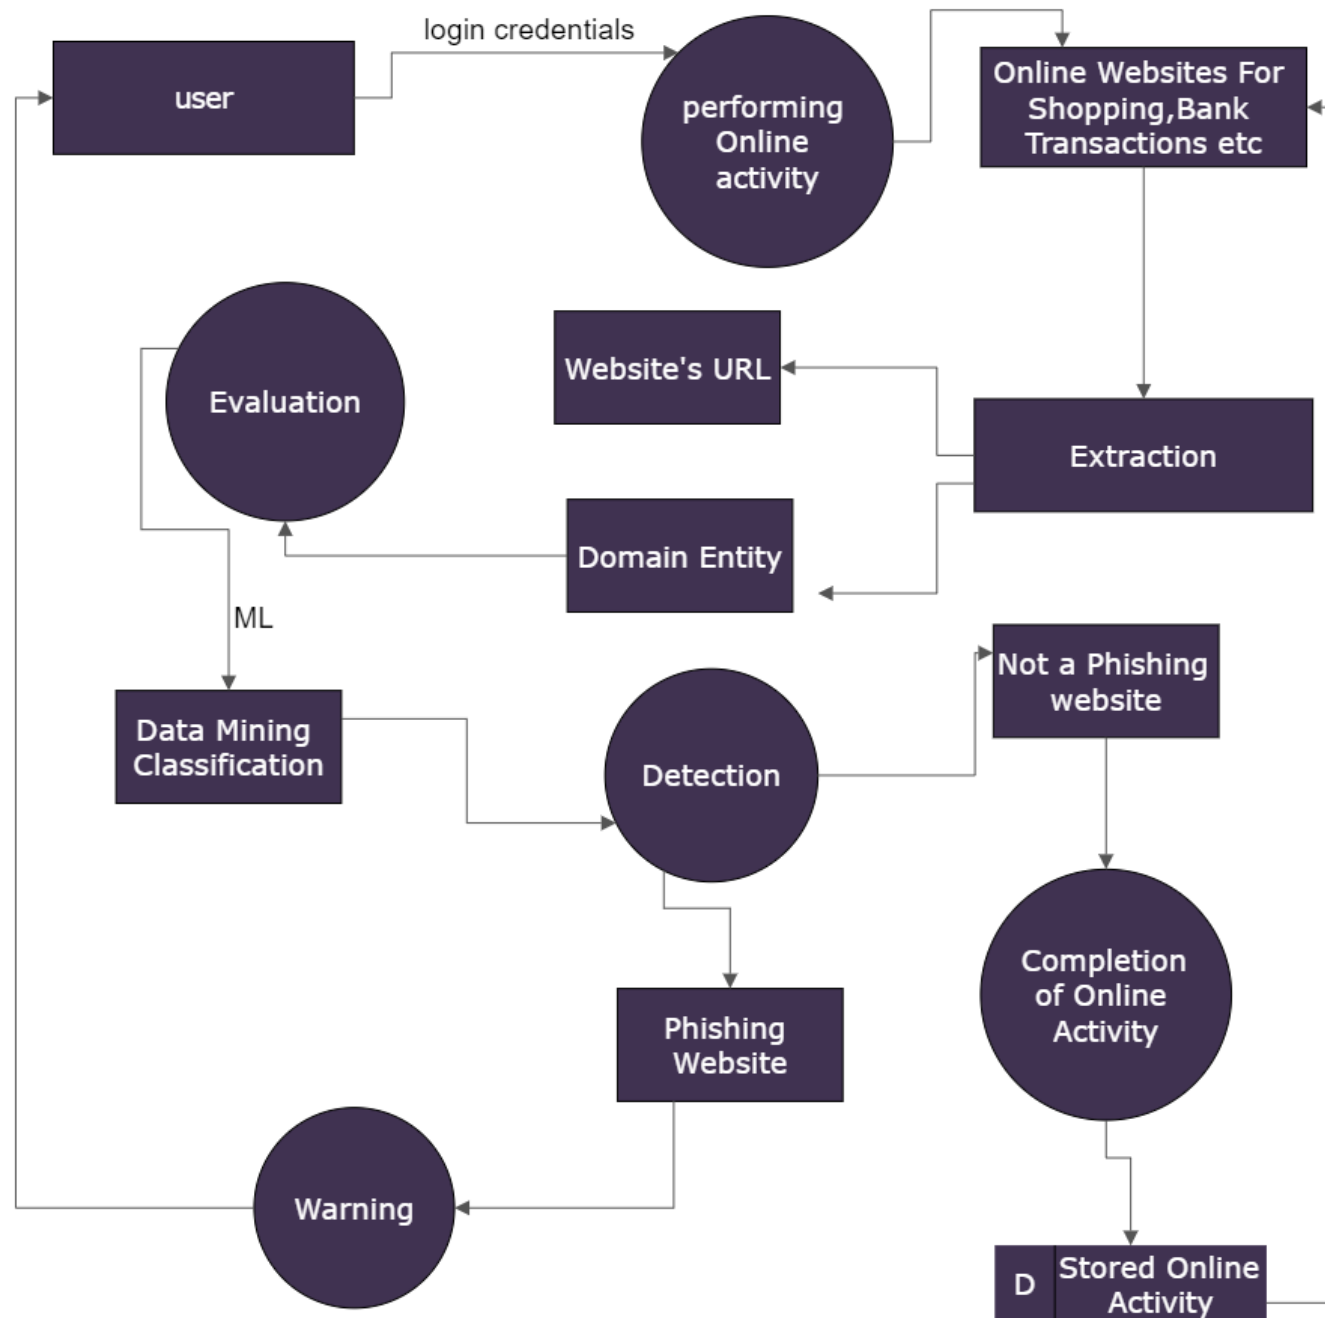 login credentials
user
performing
Online
activity
Online Websites For
Shopping,Bank
Transactions etc
Evaluation
Website's URL
Extraction
Domain Entity
ML
Not a Phishing
website
Data Mining
Classification
Detection
Completion
of Online
Activity
Phishing
Website
Warning
D
Stored Online
Activity